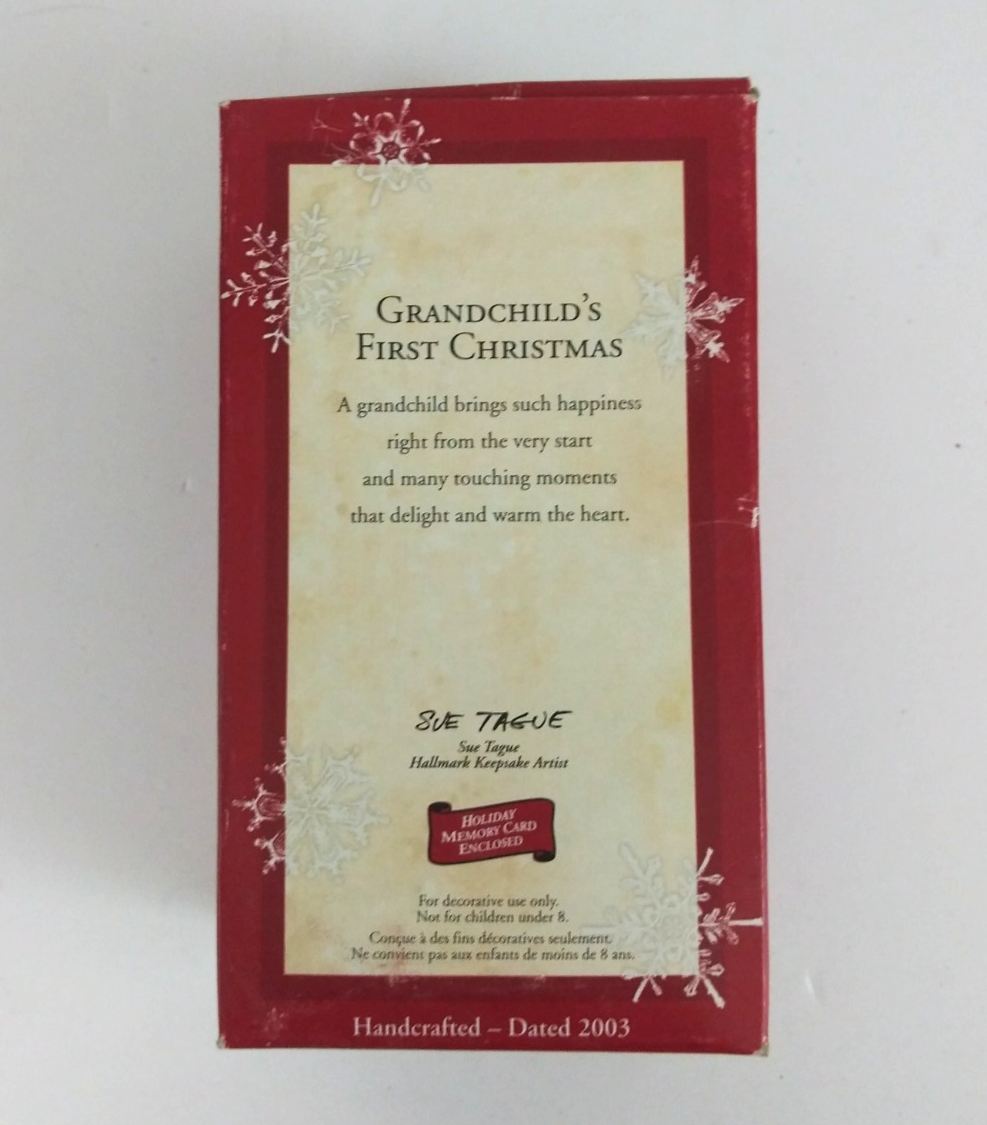 GRANDCHILD'S
FIRST CHRISTMAS
A grandchild brings such happiness
right from the very start
and many touching moments
that delight and warm the heart.
SUE TAGUE
Sue Tague
Hallmark Keepsake Artist
HOLIDAY
MEMORY CARD
ENCLOSED
For decorative use only.
Not for children under 8.
Conçue à des fins décoratives seulement.
Ne convient pas aux enfants de moins de 8 ans.
Handcrafted – Dated 2003